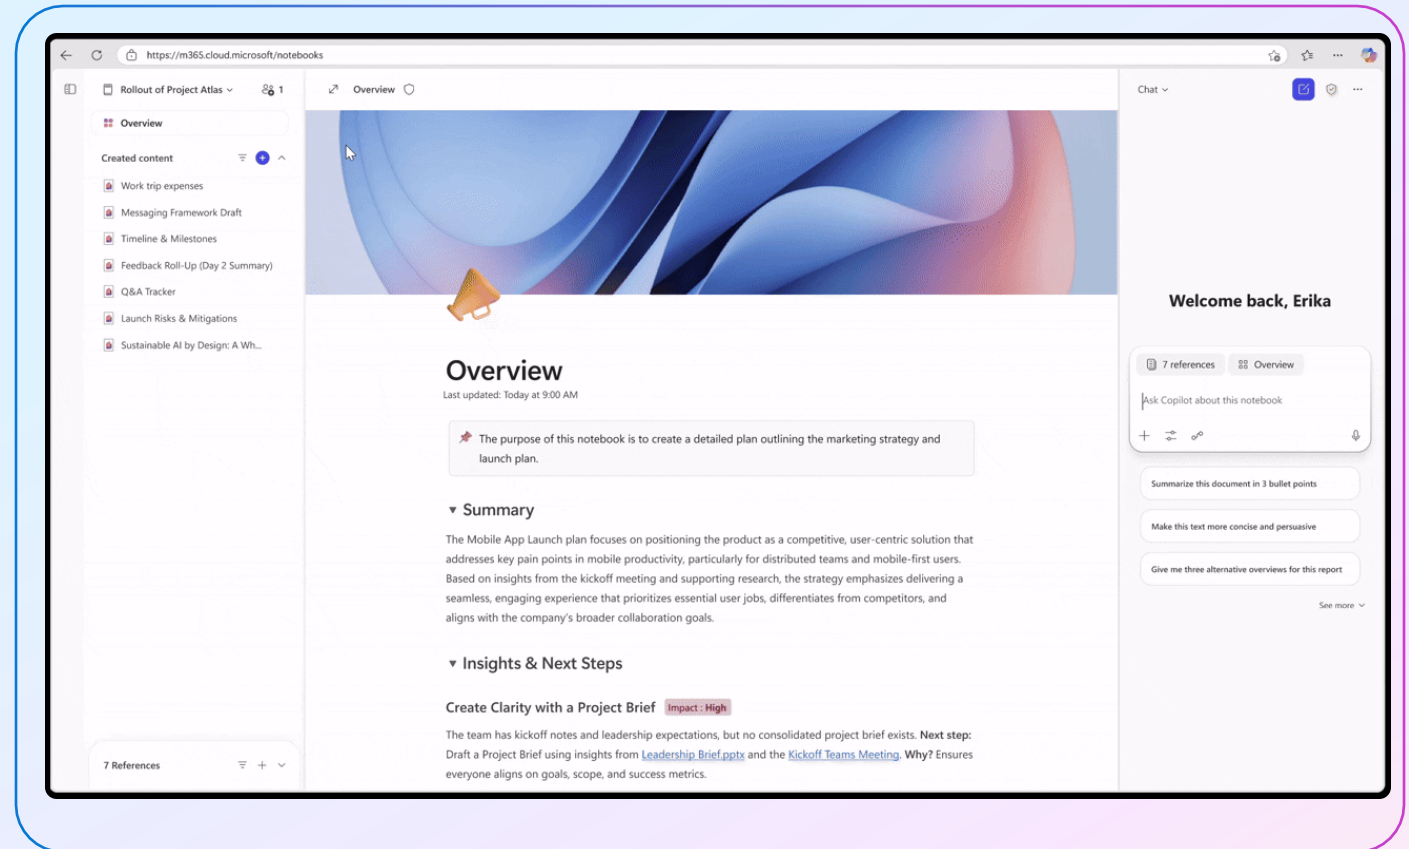 https://m365.cloud.microsoft/notebooks
Rollout of Project Atlas
1
Overview
Created content
Work trip expenses
Messaging Framework Draft
Timeline & Milestones
Feedback Roll-Up (Day 2 Summary)
Q&A Tracker
Launch Risks & Mitigations
Sustainable AI by Design: A Wh...
7 References
Overview
Overview
Last updated: Today at 9:00 AM
The purpose of this notebook is to create a detailed plan outlining the marketing strategy and
launch plan.
Summary
The Mobile App Launch plan focuses on positioning the product as a competitive, user-centric solution that
addresses key pain points in mobile productivity, particularly for distributed teams and mobile-first users.
Based on insights from the kickoff meeting and supporting research, the strategy emphasizes delivering a
seamless, engaging experience that prioritizes essential user jobs, differentiates from competitors, and
aligns with the company's broader collaboration goals.
Insights & Next Steps
Create Clarity with a Project Brief Impact : High
The team has kickoff notes and leadership expectations, but no consolidated project brief exists. Next step:
Draft a Project Brief using insights from Leadership Brief.pptx and the Kickoff Teams Meeting. Why? Ensures
everyone aligns on goals, scope, and success metrics.
Chat
Welcome back, Erika
7 references Overview
Ask Copilot about this notebook
Summarize this document in 3 bullet points
Make this text more concise and persuasive
Give me three alternative overviews for this report
See more